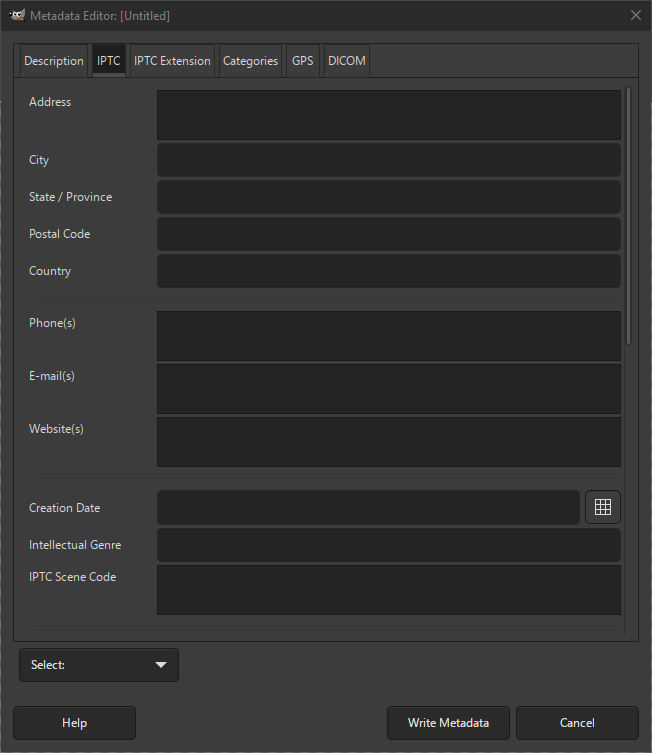 Metadata Editor: [Untitled]
Description IPTC IPTC Extension Categories GPS DICOM
Address
City
State / Province
Postal Code
Country
Phone(s)
E-mail(s)
Website(s)
Creation Date
Intellectual Genre
IPTC Scene Code
Select:
Help Write Metadata Cancel